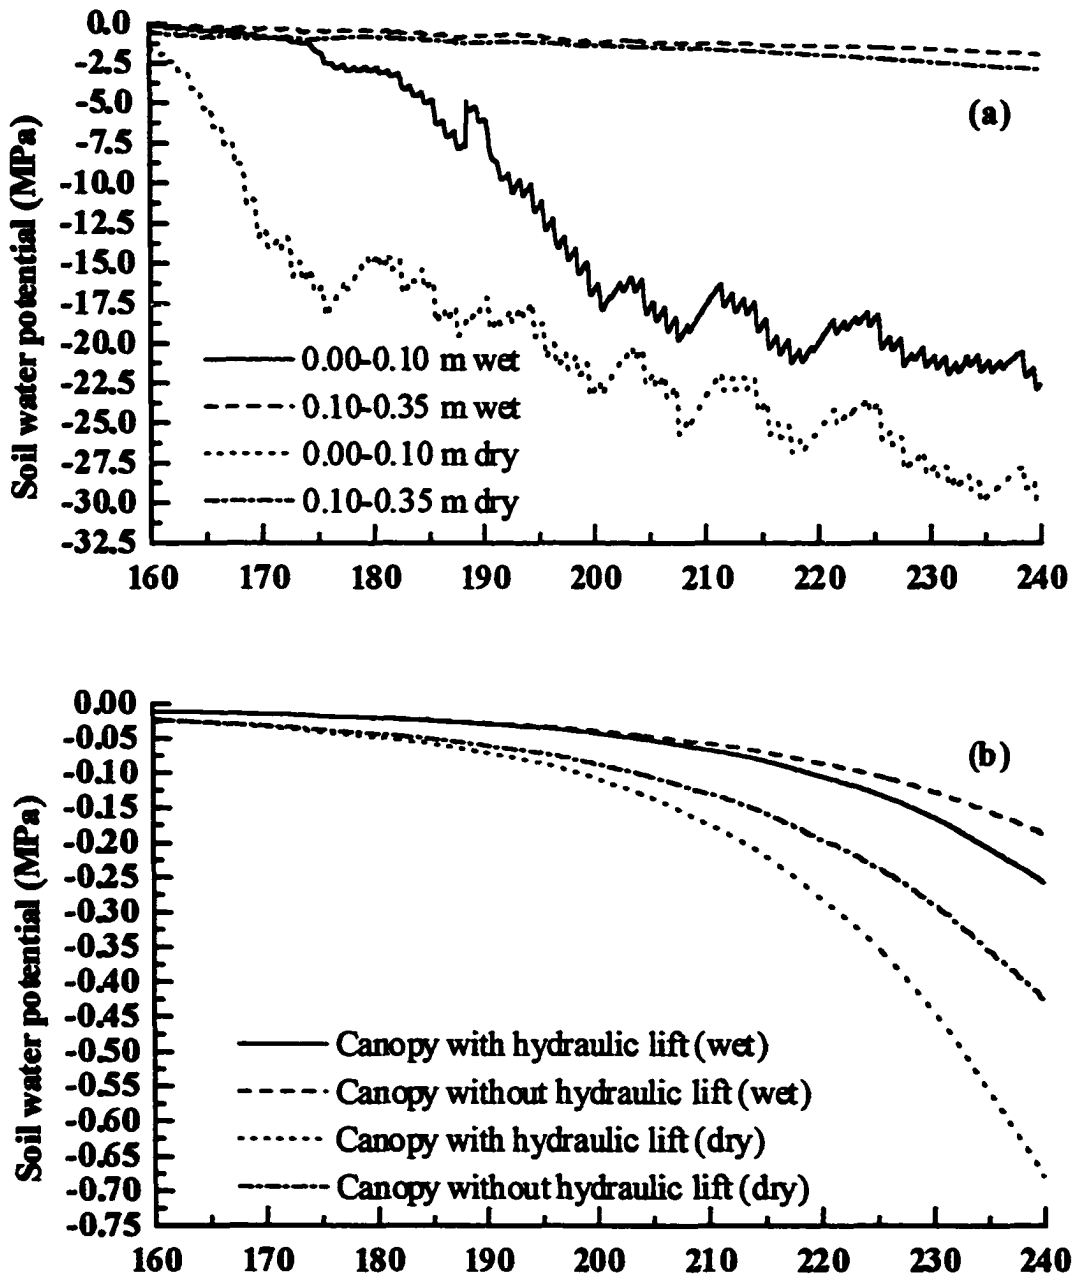 0.0
-2.5
-5.0
-7.5
-10.0
-12.5
-15.0
-17.5
-20.0
-22.5
-25.0
-27.5
-30.0
-32.5
Soil water potential (MPa)
(a)
0.00-0.10 m wet
0.10-0.35 m wet
0.00-0.10 m dry
0.10-0.35 m dry
160 170 180 190 200 210 220 230 240
0.00
-0.05
-0.10
-0.15
-0.20
-0.25
-0.30
-0.35
-0.40
-0.45
-0.50
-0.55
-0.60
-0.65
-0.70
-0.75
Soil water potential (MPa)
(b)
Canopy with hydraulic lift (wet)
Canopy without hydraulic lift (wet)
Canopy with hydraulic lift (dry)
Canopy without hydraulic lift (dry)
160 170 180 190 200 210 220 230 240